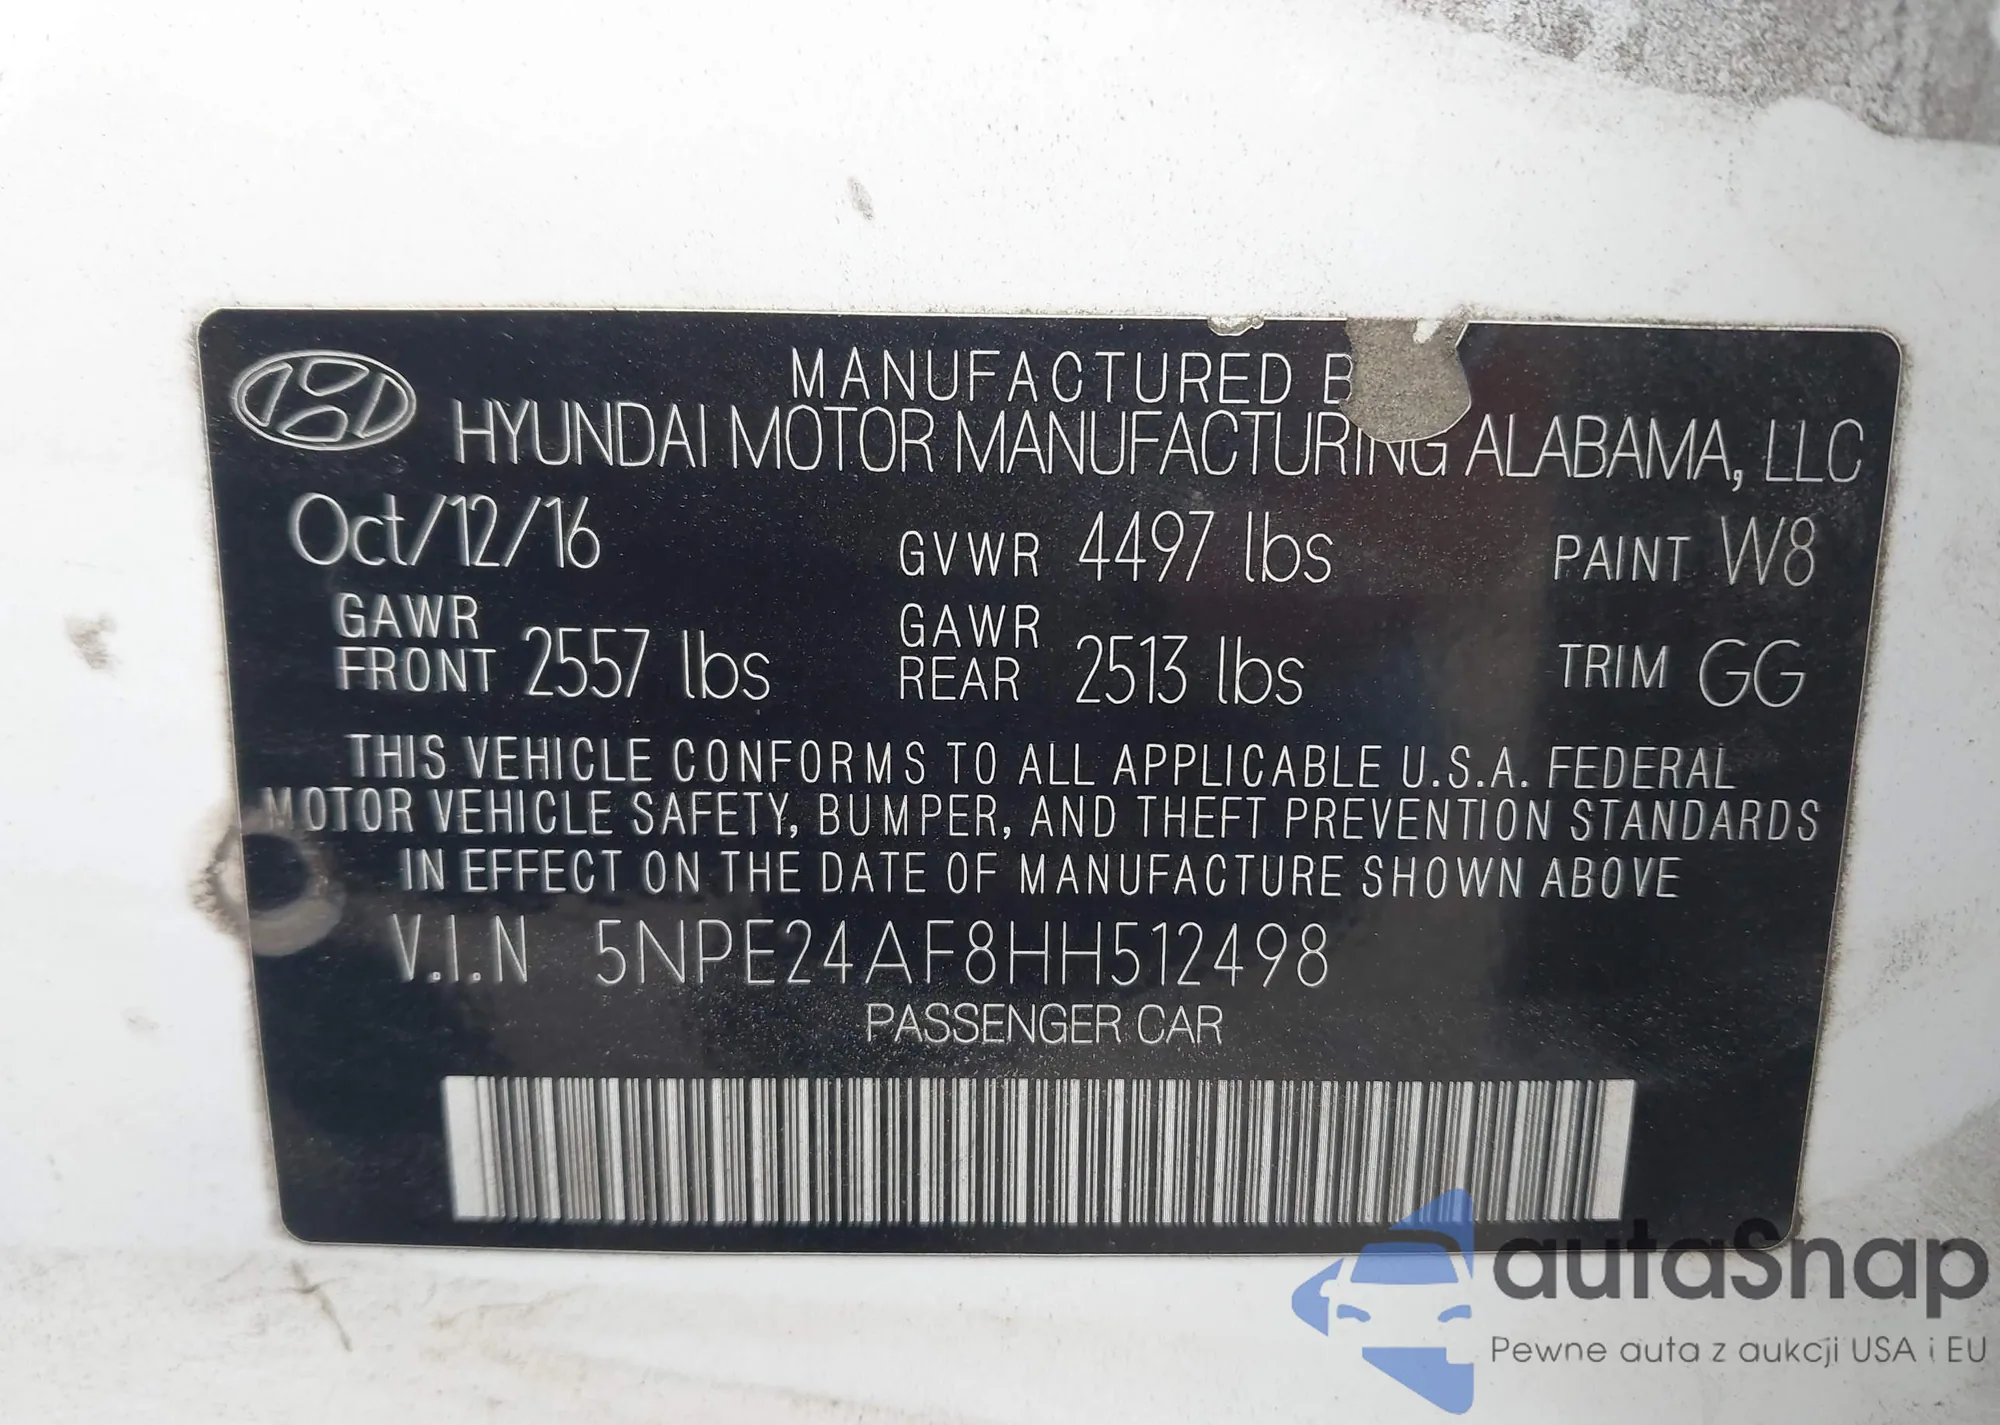 MANUFACTURED B
HYUNDAI MOTOR MANUFACTURING ALABAMA, LLC
Oct/12/16 GVWR 4497 lbs PAINT W8
GAWR FRONT 2557 lbs GAWR REAR 2513 lbs TRIM GG
THIS VEHICLE CONFORMS TO ALL APPLICABLE U.S.A. FEDERAL
MOTOR VEHICLE SAFETY, BUMPER, AND THEFT PREVENTION STANDARDS
IN EFFECT ON THE DATE OF MANUFACTURE SHOWN ABOVE
V.I.N 5NPE24AF8HH512498
PASSENGER CAR
autaSnap
Pewne auta z aukcji USA i EU